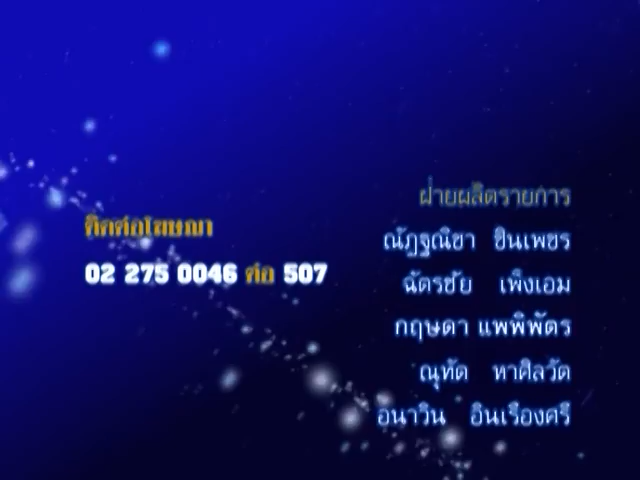 ติดต่อโฆษณา
02 275 0046 ต่อ 507
ฝ่ายผลิตรายการ
ณัฏฐณิชา ชินเพชร
ฉัตรชัย เพ็งเอม
กฤษดา แพพิพัตร
ณุทัต หาศิลวัต
อนาวิน อินเรืองศรี